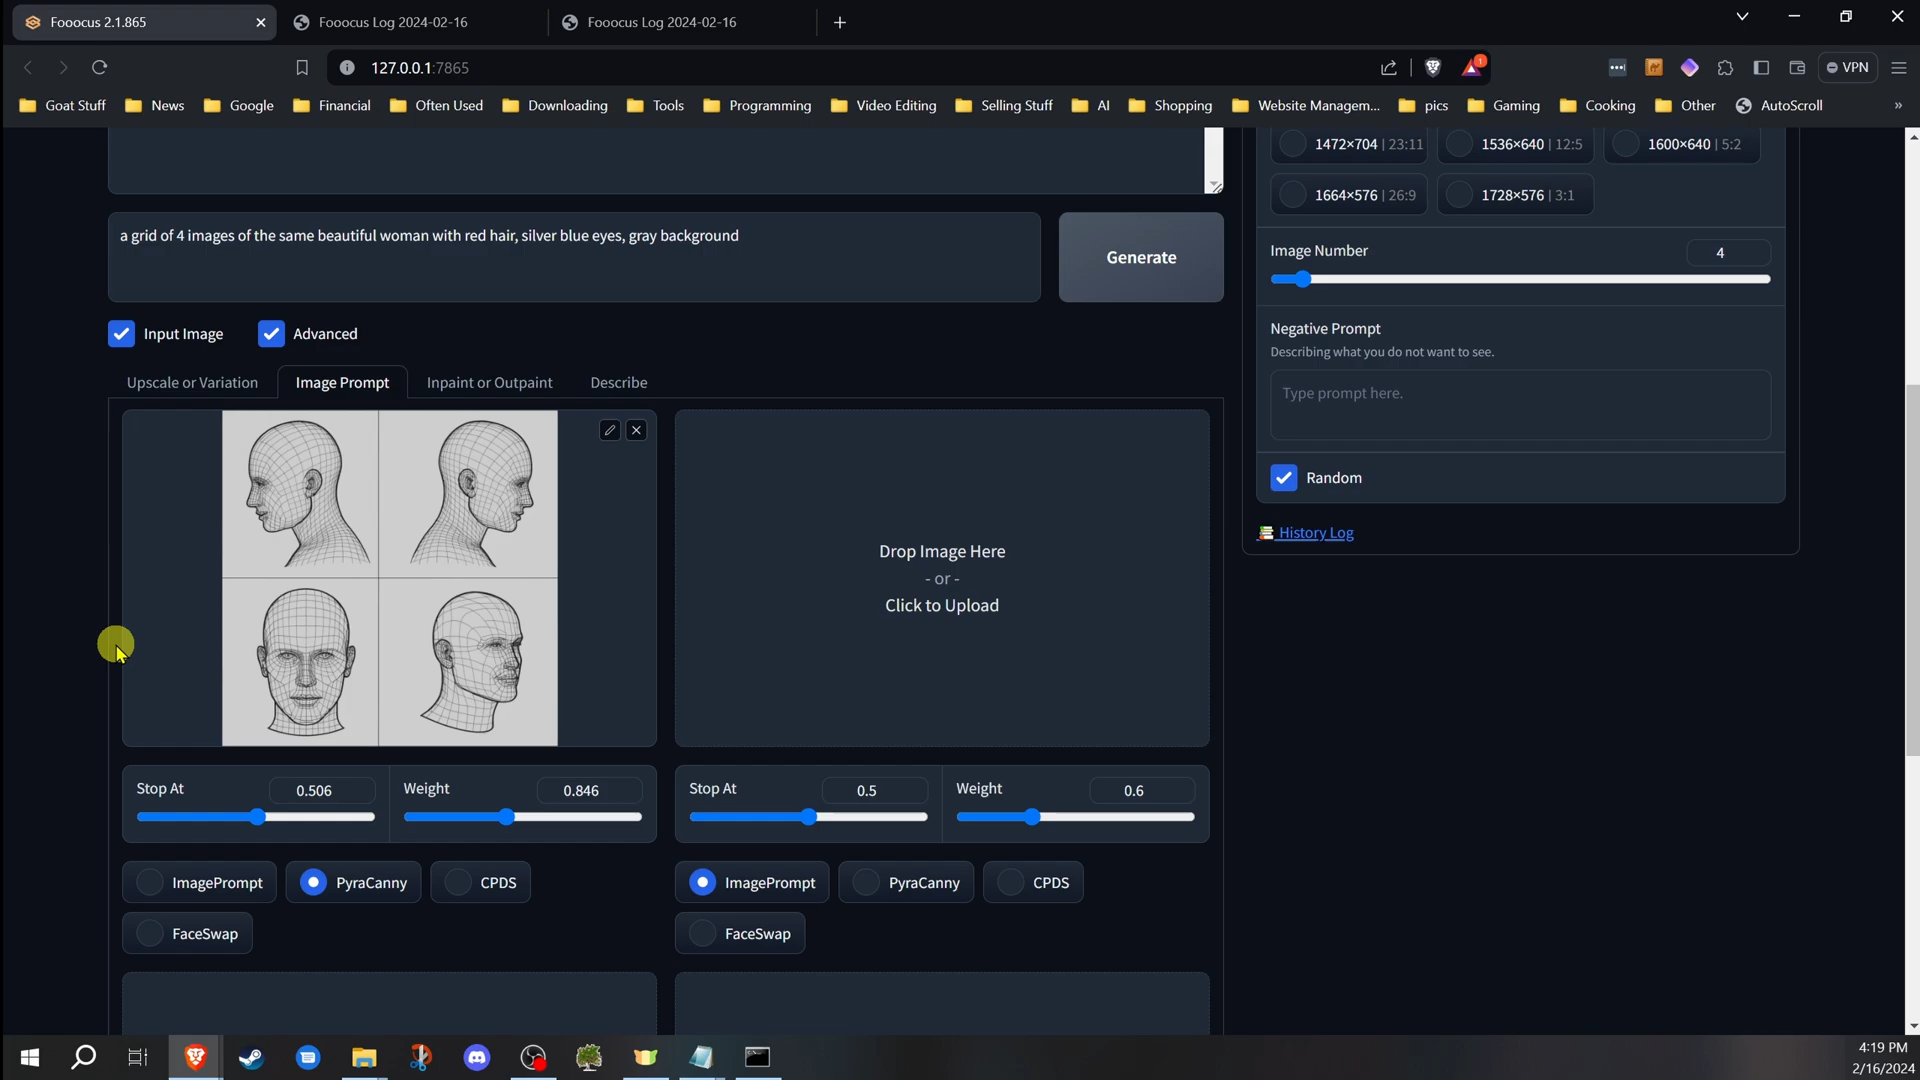 Fooocus 2.1.865
Fooocus Log 2024-02-16
Fooocus Log 2024-02-16
127.0.0.1:7865
1
VPN
Goat Stuff
News
Google
Financial
Often Used
Downloading
Tools
Programming
Video Editing
Selling Stuff
AI
Shopping
Website Managem...
pics
Gaming
Cooking
Other
AutoScroll
»
1472×704 | 23:11
1536×640 | 12:5
1600×640 | 5:2
1664×576 | 26:9
1728×576 | 3:1
a grid of 4 images of the same beautiful woman with red hair, silver blue eyes, gray background
Generate
Image Number
4
Negative Prompt
Describing what you do not want to see.
Type prompt here.
Random
History Log
Input Image
Advanced
Upscale or Variation
Image Prompt
Inpaint or Outpaint
Describe
Drop Image Here
- or -
Click to Upload
Stop At
0.506
Weight
0.846
Stop At
0.5
Weight
0.6
ImagePrompt
PyraCanny
CPDS
FaceSwap
ImagePrompt
PyraCanny
CPDS
FaceSwap
4:19 PM
2/16/2024